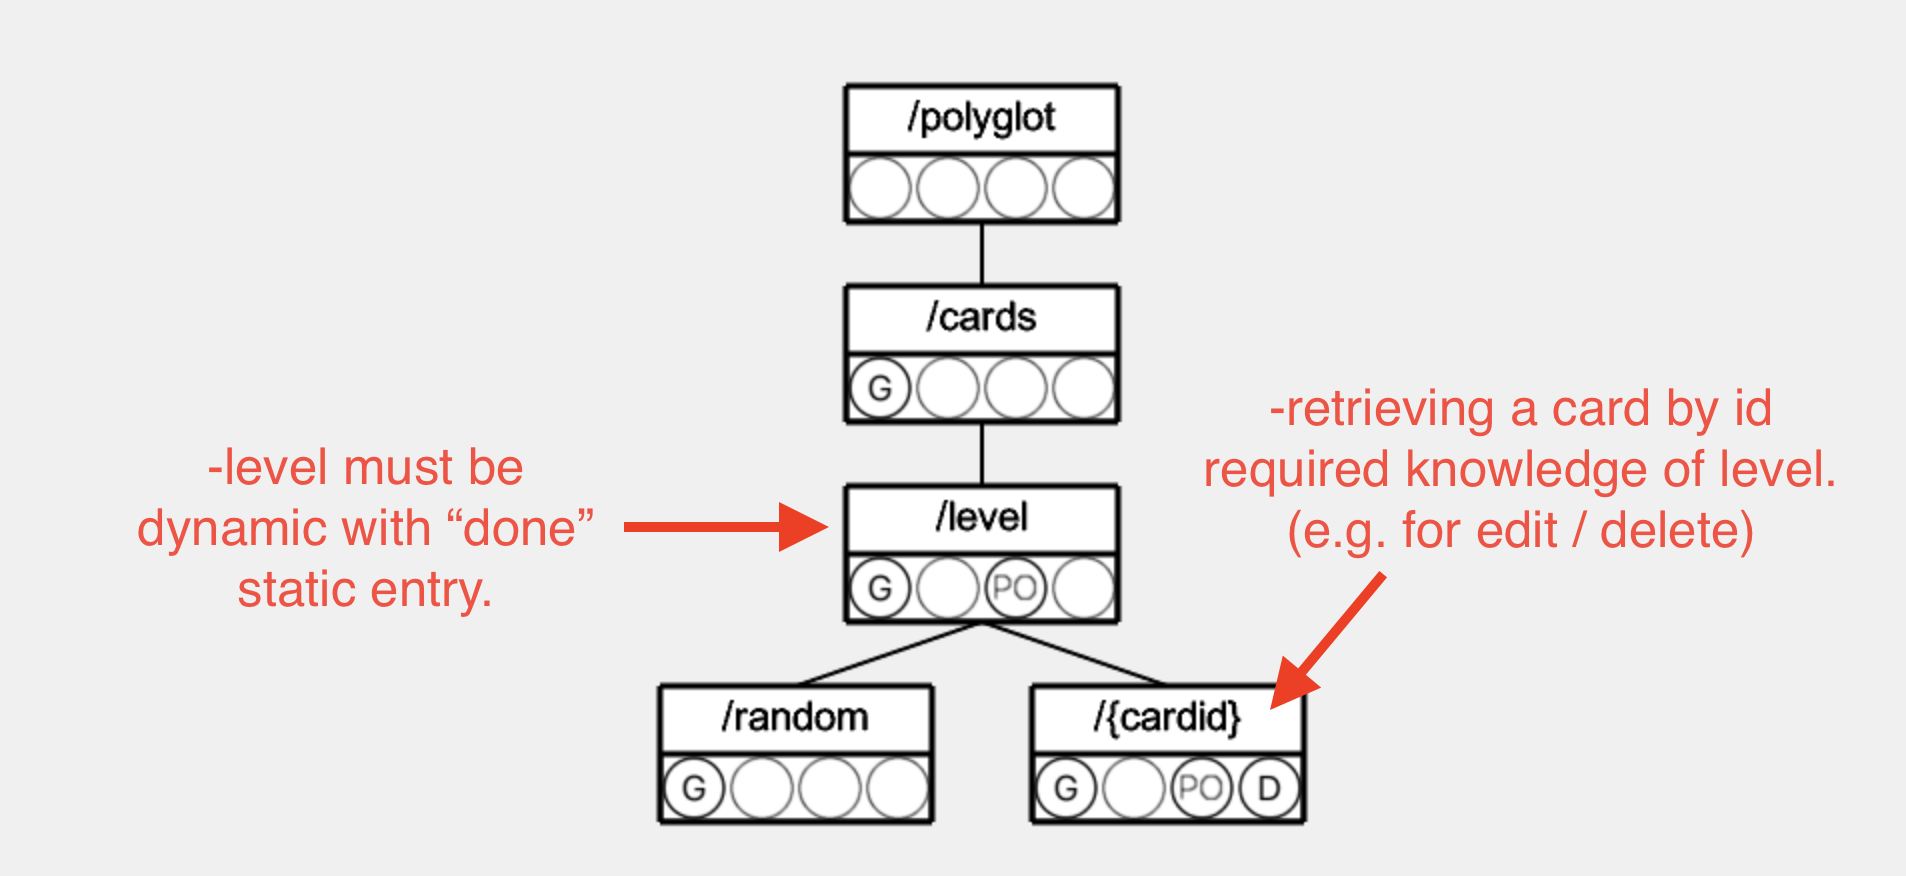 /polyglot
/cards
G
-level must be
dynamic with “done”
static entry.
-retrieving a card by id
required knowledge of level.
(e.g. for edit / delete)
/level
G PO
/random
G
/{cardid}
G PO D